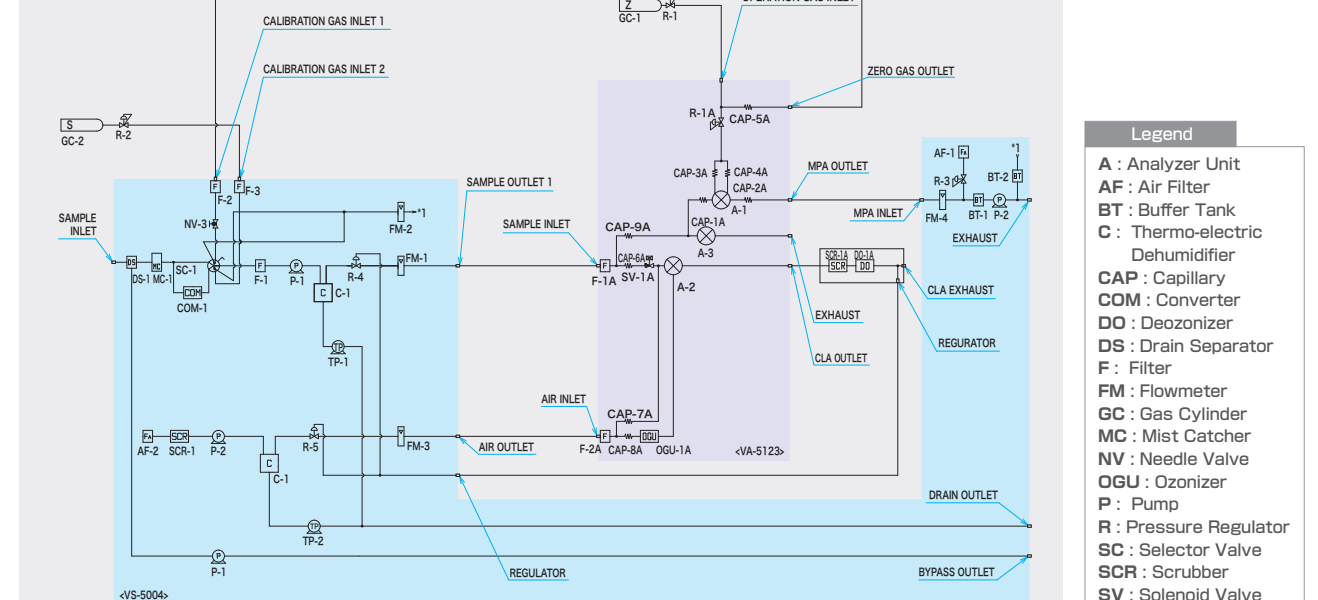 Z
GC-1
R-1
CALIBRATION GAS INLET 1
CALIBRATION GAS INLET 2
ZERO GAS OUTLET
S
GC-2
R-2
R-1A
CAP-5A
Legend
A : Analyzer Unit
AF : Air Filter
BT : Buffer Tank
C : Thermo-electric
Dehumidifier
CAP : Capillary
COM : Converter
DO : Deozonizer
DS : Drain Separator
F : Filter
FM : Flowmeter
GC : Gas Cylinder
MC : Mist Catcher
NV : Needle Valve
OGU : Ozonizer
P : Pump
R : Pressure Regulator
SC : Selector Valve
SCR : Scrubber
SV : Solenoid Valve
AF-1
FA
*1
BT-2
BT
R-3
CAP-3A
CAP-4A
CAP-2A
A-1
MPA OUTLET
MPA INLET
FM-4
BT
BT-1
P
P-2
EXHAUST
F
F-2
F
F-3
SAMPLE OUTLET 1
SAMPLE
INLET
NV-3
*1
FM-2
SAMPLE INLET
CAP-9A
CAP-1A
A-3
DS
DS-1
MC
MC-1
SC-1
COM
COM-1
F
F-1
P
P-1
C
C-1
R-4
FM-1
F
F-1A
CAP-6A
SV-1A
A-2
SCR-1A
DO-1A
SCR
DO
CLA EXHAUST
EXHAUST
REGURATOR
CLA OUTLET
TP
TP-1
AIR INLET
CAP-7A
FA
AF-2
SCR
SCR-1
P
P-2
C
C-1
R-5
FM-3
AIR OUTLET
F
F-2A
CAP-8A
OGU
OGU-1A
<VA-5123>
DRAIN OUTLET
TP
TP-2
P
P-1
REGULATOR
BYPASS OUTLET
<VS-5004>